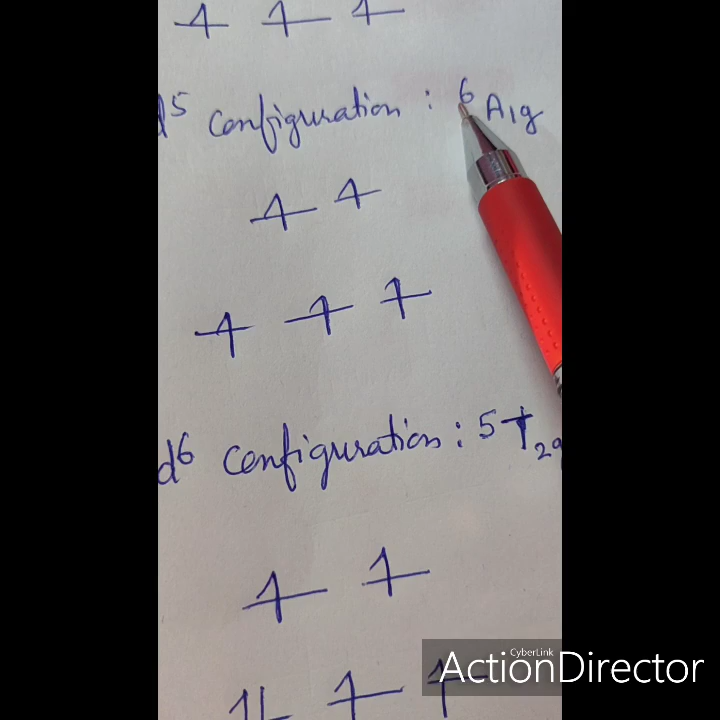 d⁵ Configuration : ⁶A₁g
d⁶ Configuration : ⁵T₂g
CyberLink
ActionDirector